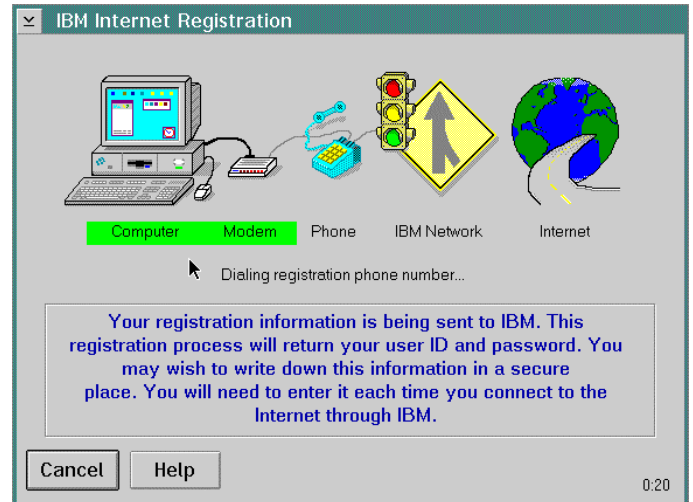 IBM Internet Registration
Computer Modem Phone IBM Network Internet
Dialing registration phone number...
Your registration information is being sent to IBM. This
registration process will return your user ID and password. You
may wish to write down this information in a secure
place. You will need to enter it each time you connect to the
Internet through IBM.
Cancel Help
0:20